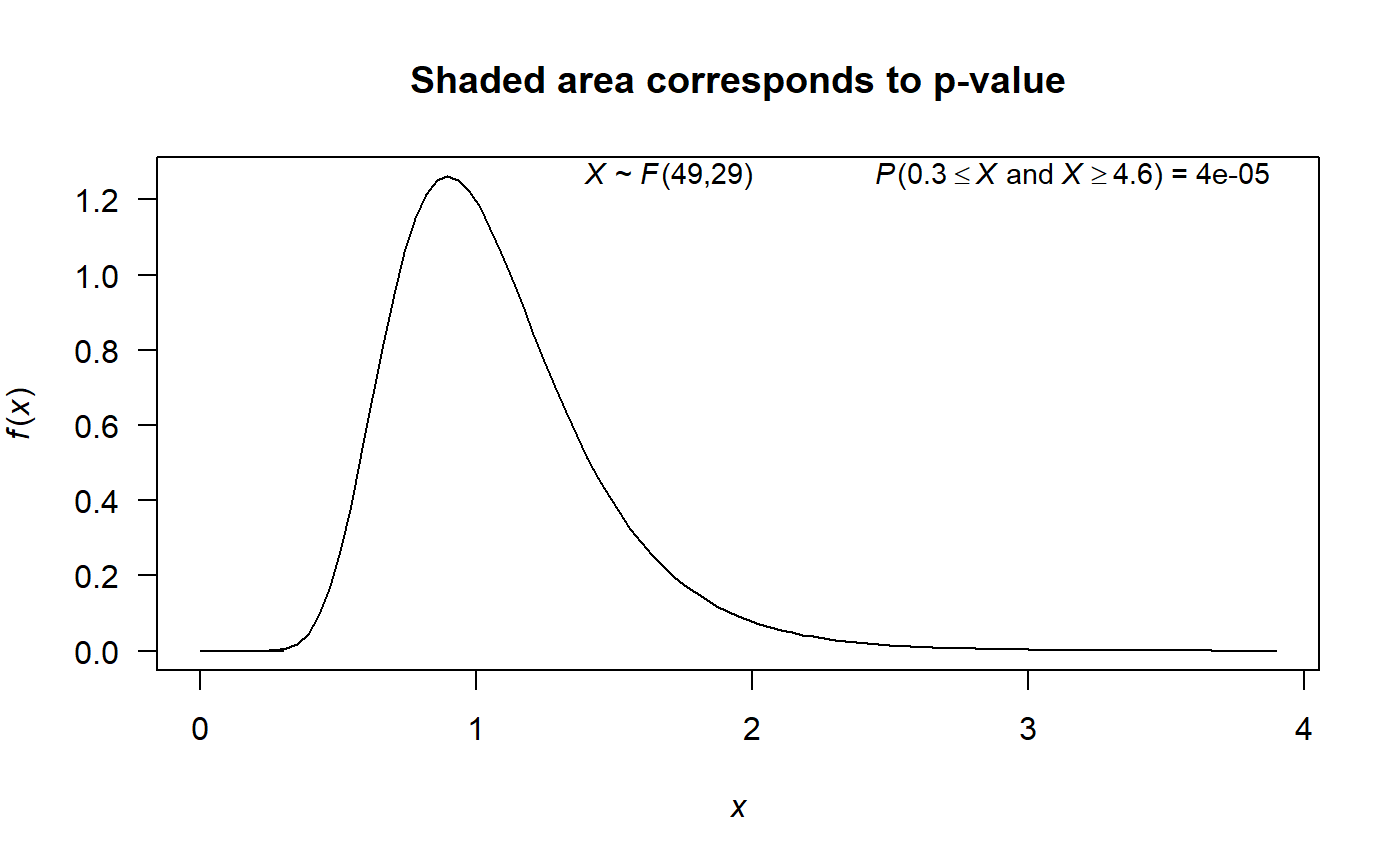 Shaded area corresponds to p-value
X ~ F(49,29)
P(0.3 ≤ X and X ≥ 4.6) = 4e-05
f(x)
1.2
1.0
0.8
0.6
0.4
0.2
0.0
0 1 2 3 4
x